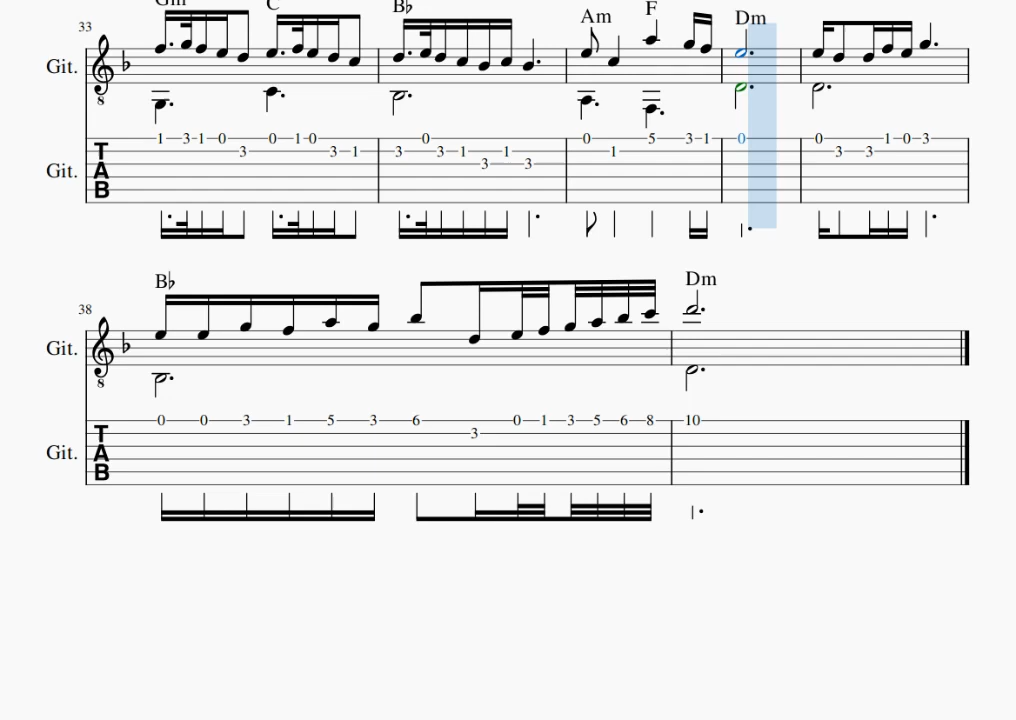 Gm C B♭ Am F Dm
33
Git.
8
1 3 1 0 3 0 1 0 3 1 3 0 3 1 3 1 3 0 1 5 3 1 0 0 3 3 1 0 3
Git. TAB
B♭ Dm
38
Git.
8
0 0 3 1 5 3 6 3 0 1 3 5 6 8 10
Git. TAB